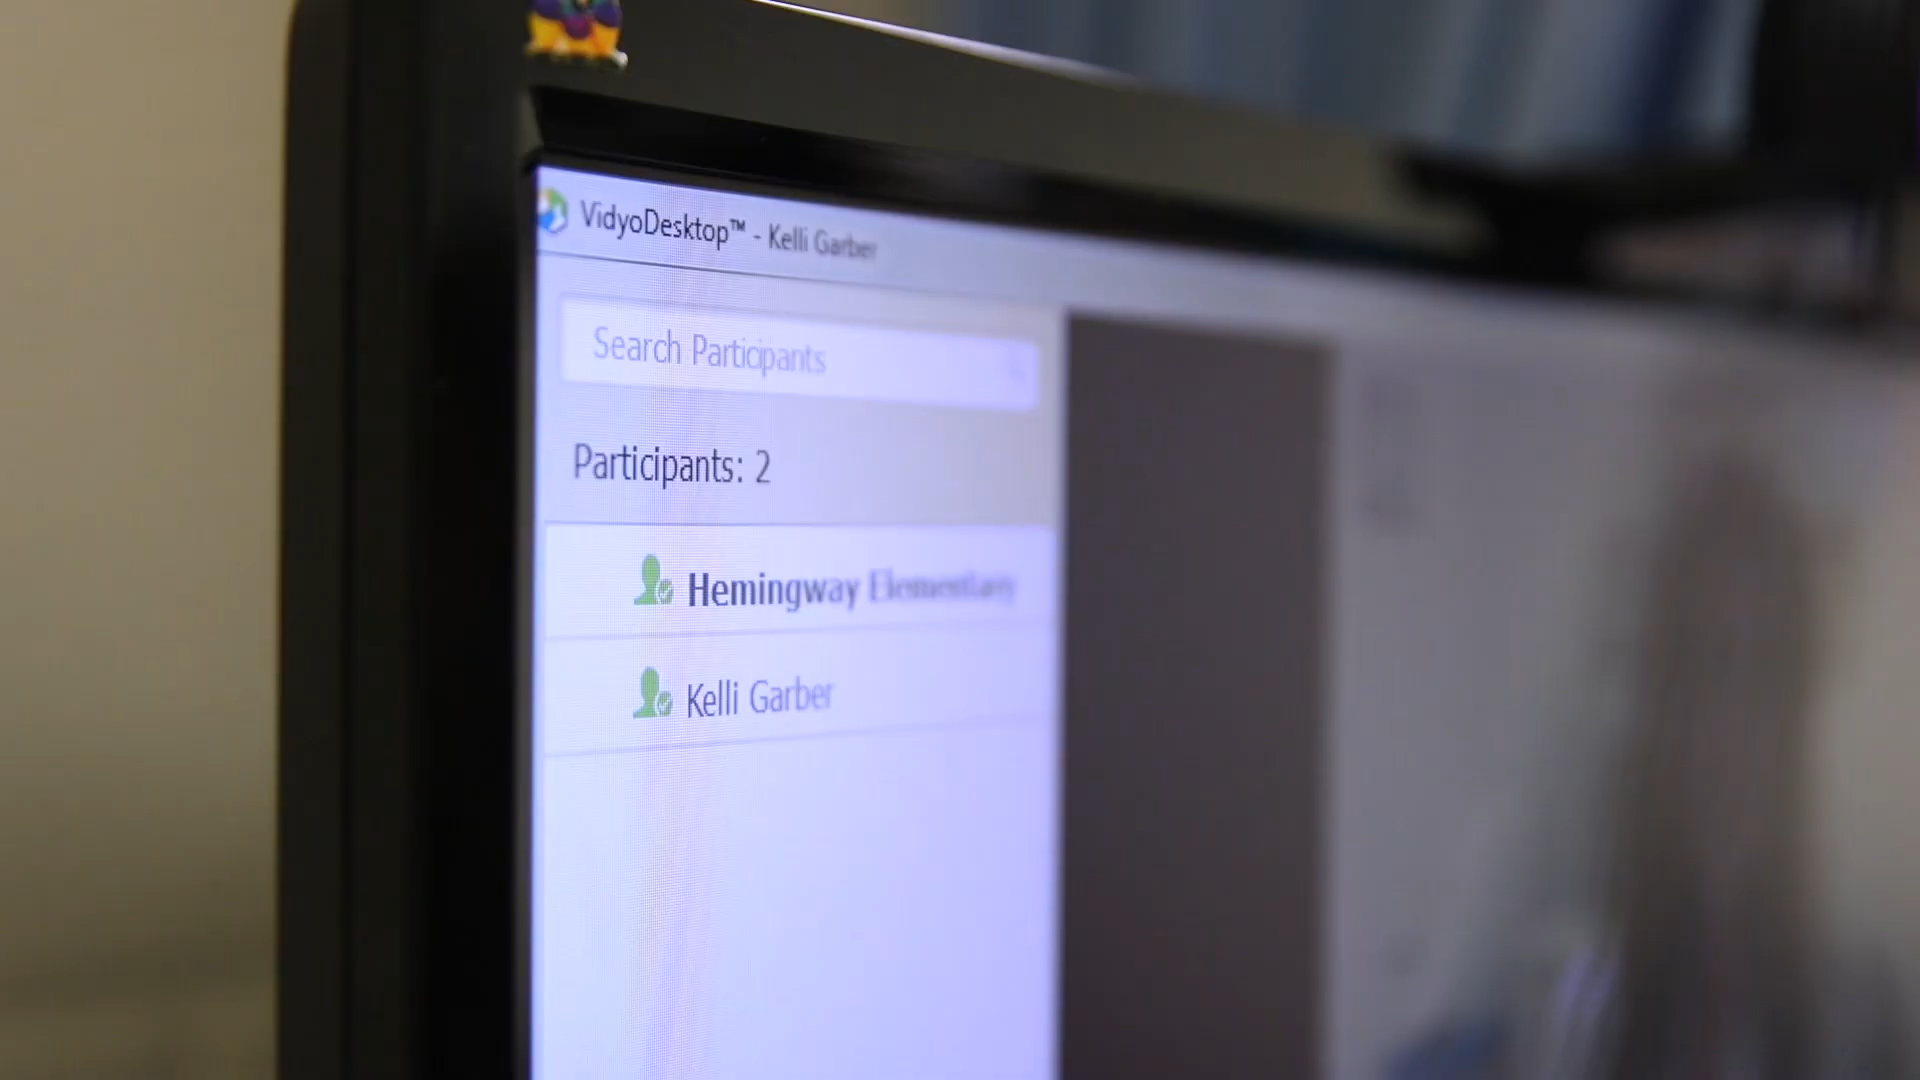 VidyoDesktop™ - Kelli Garber
Search Participants
Participants: 2
Hemingway Elementary
Kelli Garber